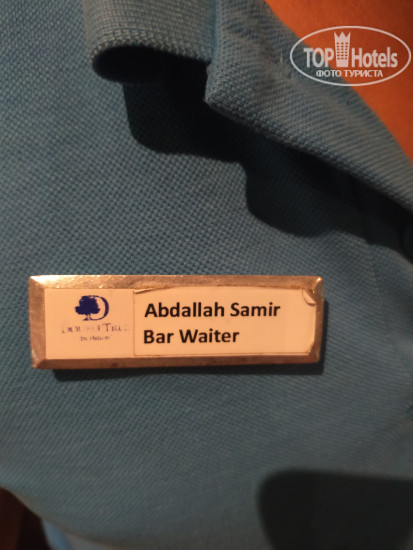 TOP Hotels
ФОТО ТУРИСТА
Abdallah Samir
Bar Waiter